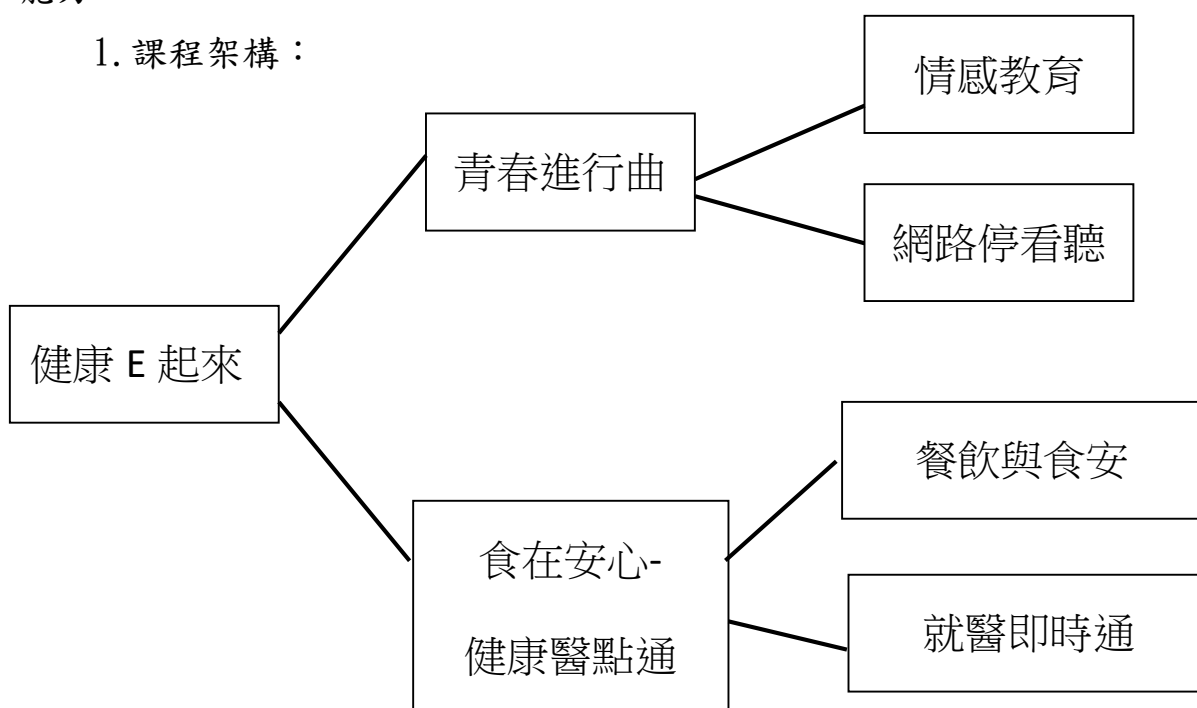 1. 課程架構：
情感教育
青春進行曲
網路停看聽
健康 E 起來
餐飲與食安
食在安心-
健康醫點通
就醫即時通